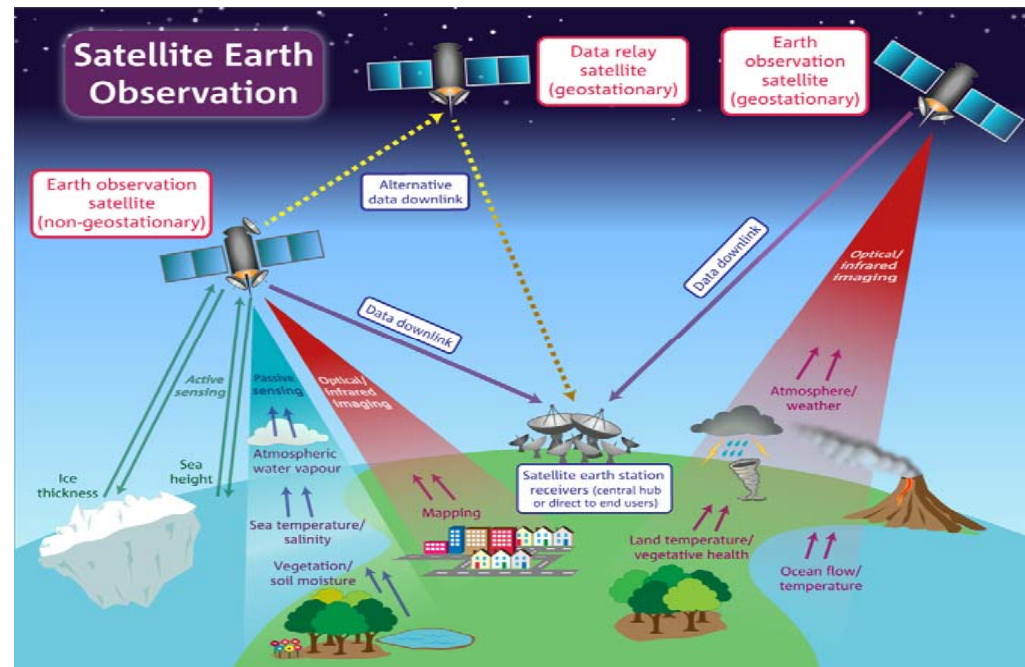 Satellite Earth
Observation
Data relay
satellite
(geostationary)
Earth
observation
satellite
(geostationary)
Earth observation
satellite
(non-geostationary)
Alternative
data downlink
Data downlink
Data downlink
Optical/
infrared
imaging
Active
sensing
Passive
sensing
Optical/
infrared
imaging
Atmosphere/
weather
Ice
thickness
Sea
height
Atmospheric
water vapour
Satellite earth station
receivers (central hub
or direct to end users)
Mapping
Sea temperature/
salinity
Land temperature/
vegetative health
Vegetation/
soil moisture
Ocean flow/
temperature